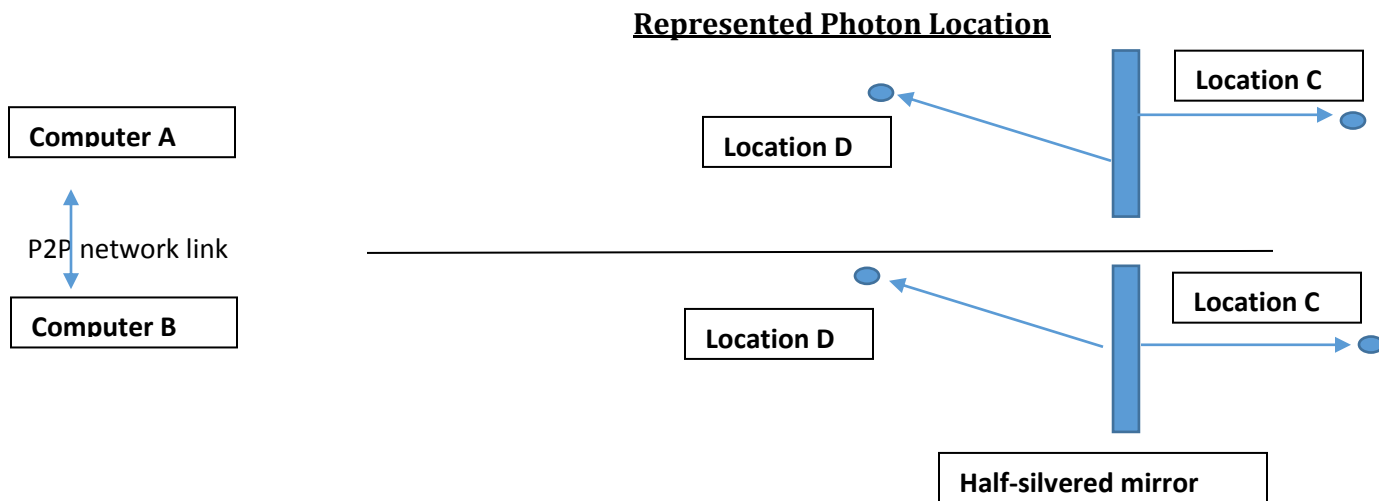 Represented Photon Location
Location C
Computer A
Location D
P2P network link
Location C
Computer B
Location D
Half-silvered mirror